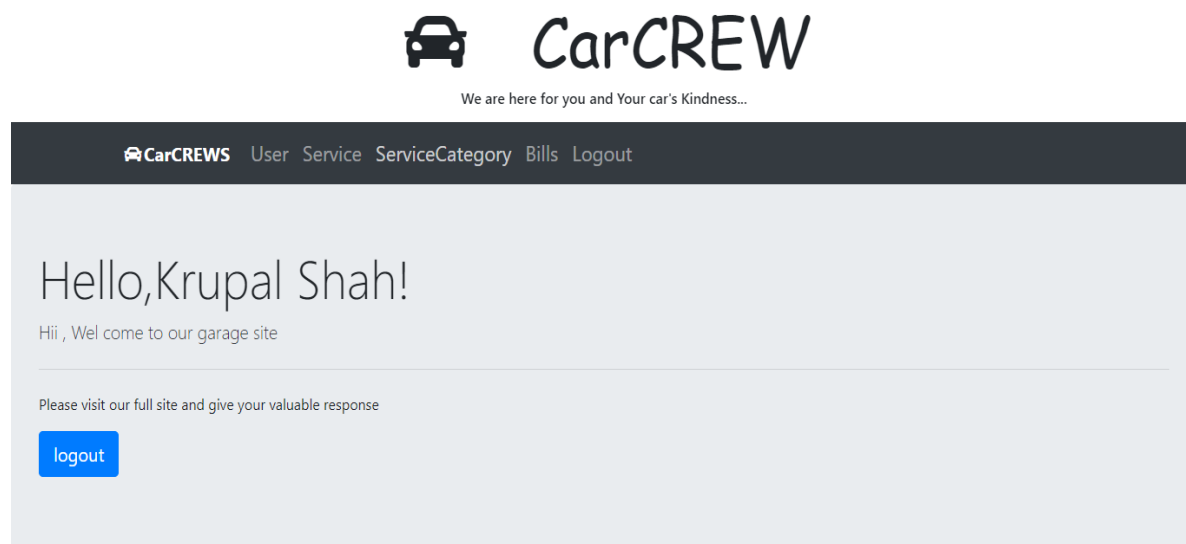 CarCREW
We are here for you and Your car's Kindness...
CarCREWS User Service ServiceCategory Bills Logout
Hello,Krupal Shah!
Hii , Wel come to our garage site
Please visit our full site and give your valuable response
logout